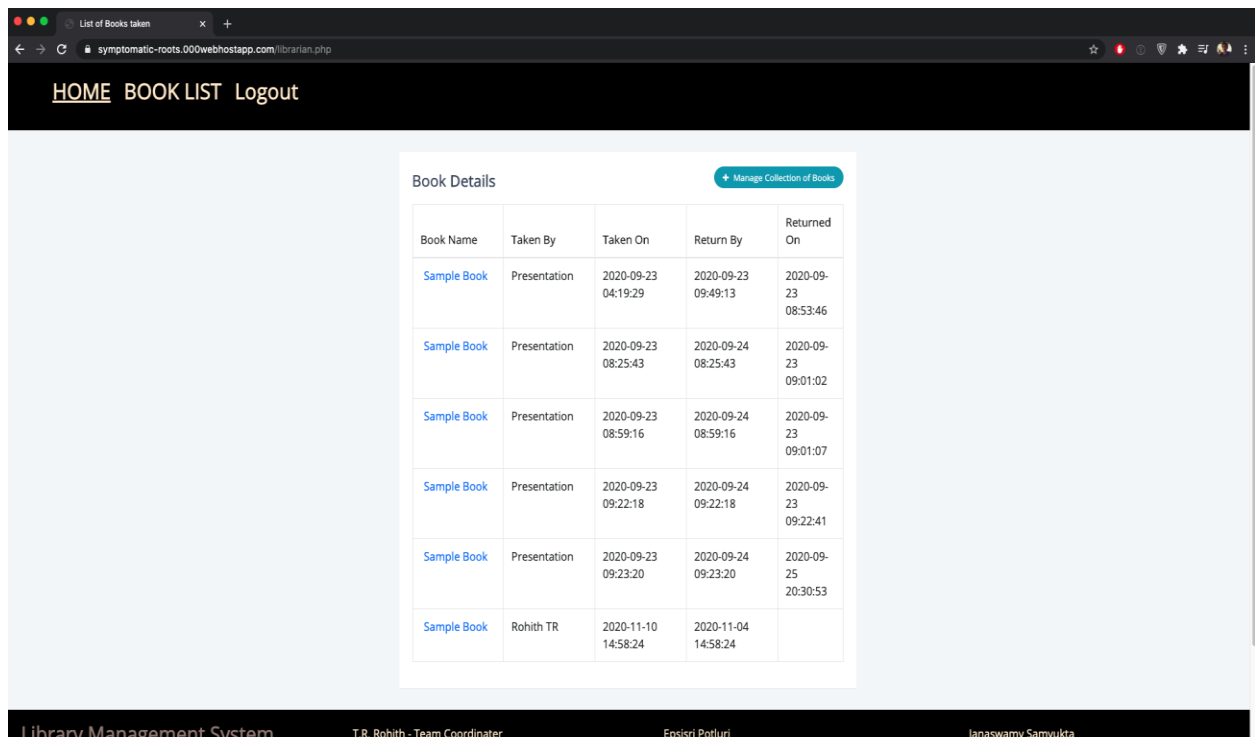 List of Books taken
symptomatic-roots.000webhostapp.com/librarian.php
HOME BOOK LIST Logout
Book Details
+ Manage Collection of Books
Book Name Taken By Taken On Return By Returned On
Sample Book Presentation 2020-09-23 04:19:29 2020-09-23 09:49:13 2020-09-23 08:53:46
Sample Book Presentation 2020-09-23 08:25:43 2020-09-24 08:25:43 2020-09-23 09:01:02
Sample Book Presentation 2020-09-23 08:59:16 2020-09-24 08:59:16 2020-09-23 09:01:07
Sample Book Presentation 2020-09-23 09:22:18 2020-09-24 09:22:18 2020-09-23 09:22:41
Sample Book Presentation 2020-09-23 09:23:20 2020-09-24 09:23:20 2020-09-25 20:30:53
Sample Book Rohith TR 2020-11-10 14:58:24 2020-11-04 14:58:24
Library Management System T.R. Rohith - Team Coordinater Epsisri Potluri Janaswamy Samyukta